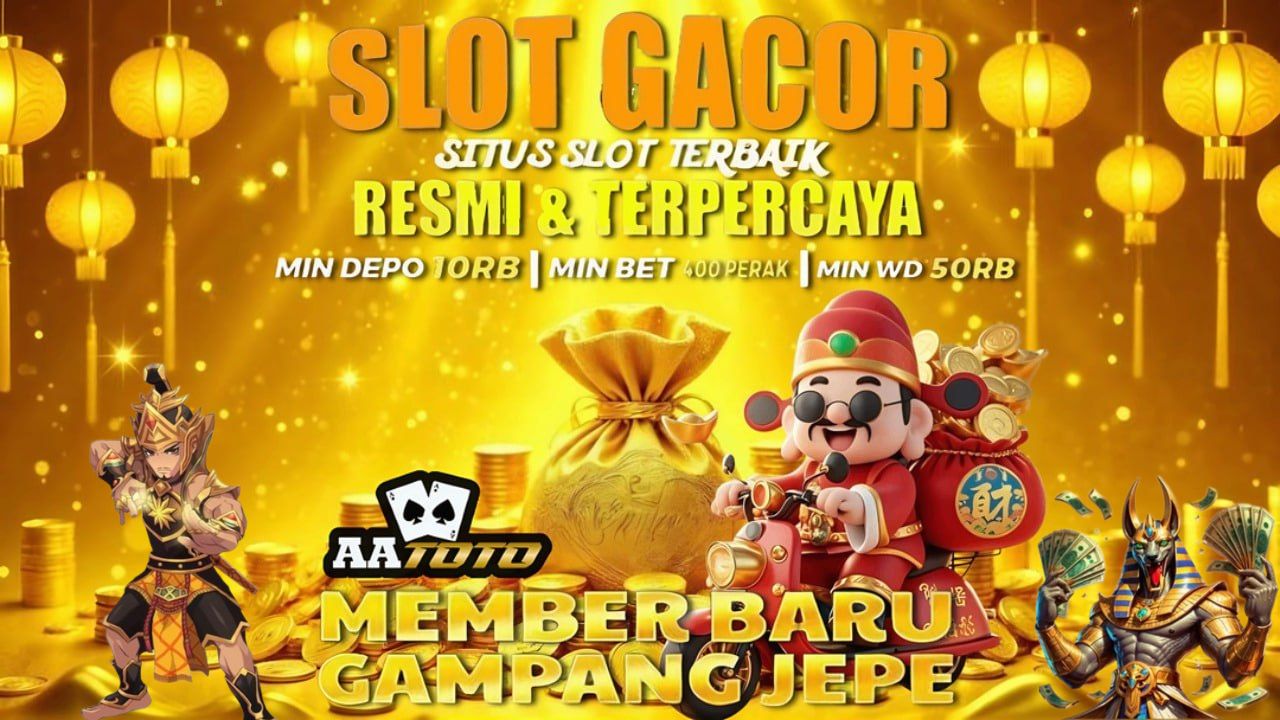 SLOT GACOR
SITUS SLOT TERBAIK
RESMI & TERPERCAYA
MIN DEPO 10RB | MIN BET 400 PERAK | MIN WD 50RB
財
AATOTO
MEMBER BARU
GAMPANG JEPE